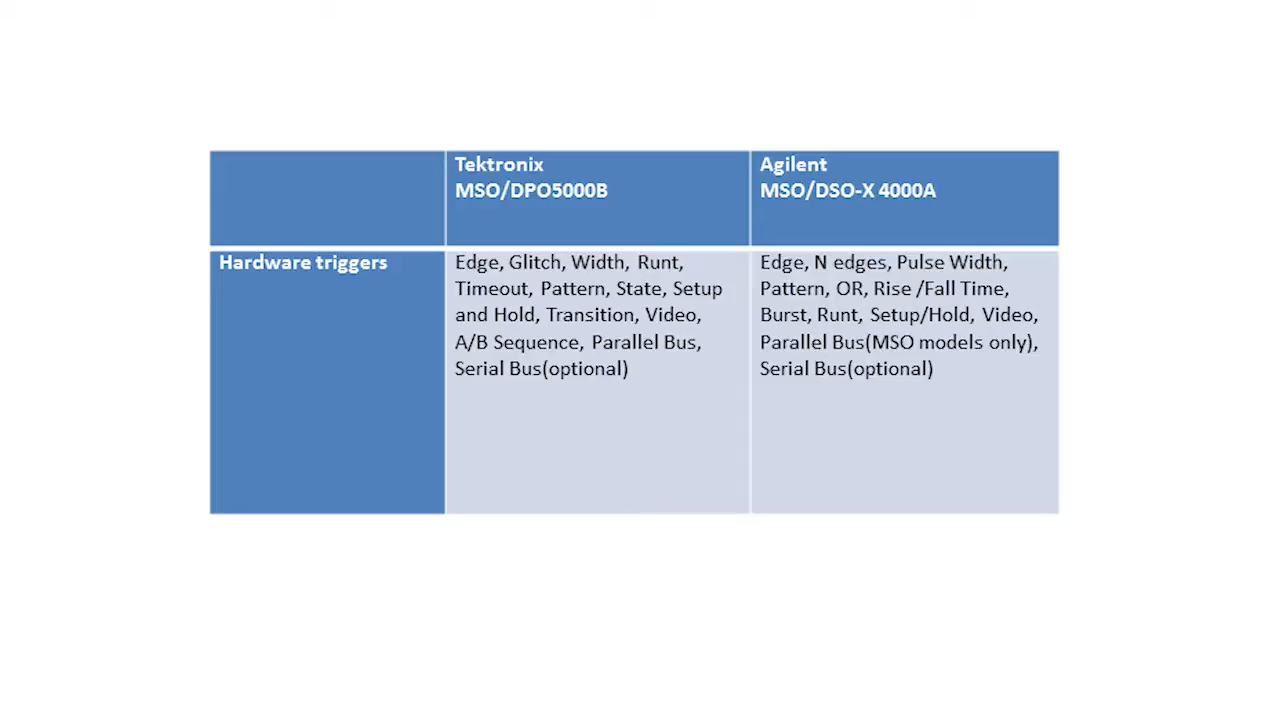 Tektronix
MSO/DPO5000B
Agilent
MSO/DSO-X 4000A
Hardware triggers
Edge, Glitch, Width, Runt,
Timeout, Pattern, State, Setup
and Hold, Transition, Video,
A/B Sequence, Parallel Bus,
Serial Bus(optional)
Edge, N edges, Pulse Width,
Pattern, OR, Rise /Fall Time,
Burst, Runt, Setup/Hold, Video,
Parallel Bus(MSO models only),
Serial Bus(optional)